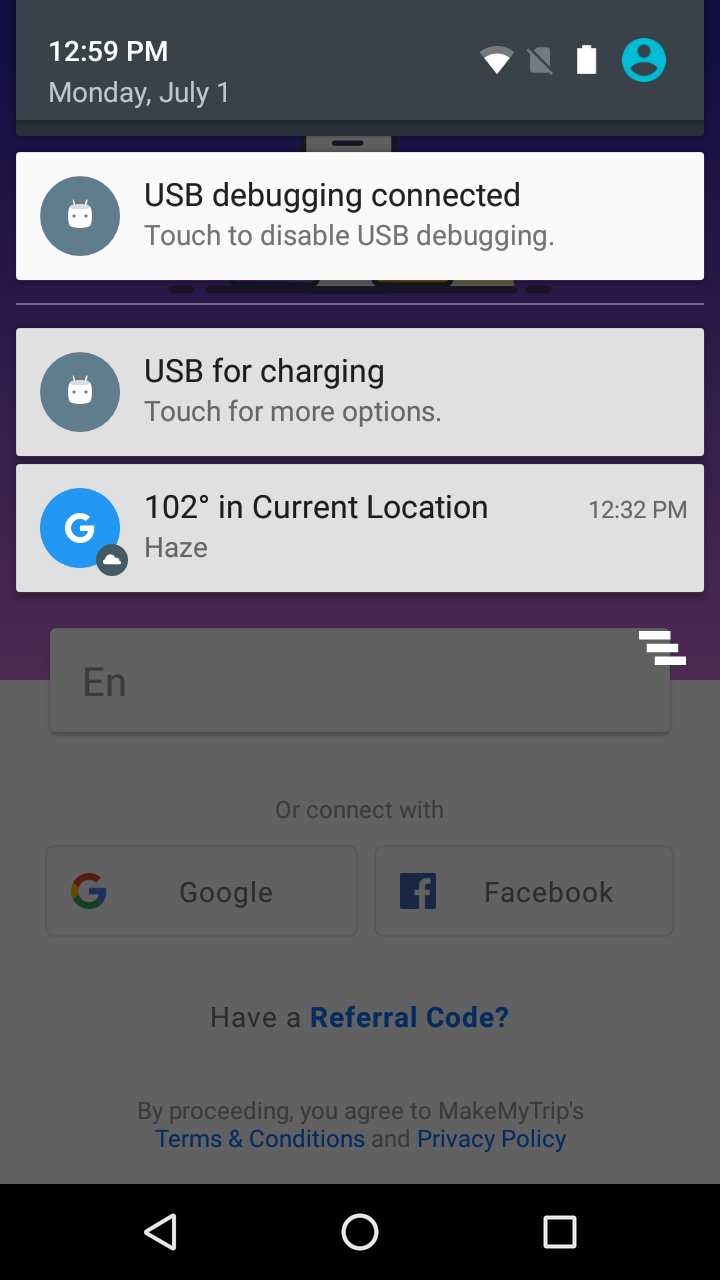 12:59 PM
Monday, July 1
USB debugging connected
Touch to disable USB debugging.
USB for charging
Touch for more options.
102° in Current Location
12:32 PM
Haze
En
Or connect with
Google
Facebook
Have a Referral Code?
By proceeding, you agree to MakeMyTrip's
Terms & Conditions and Privacy Policy